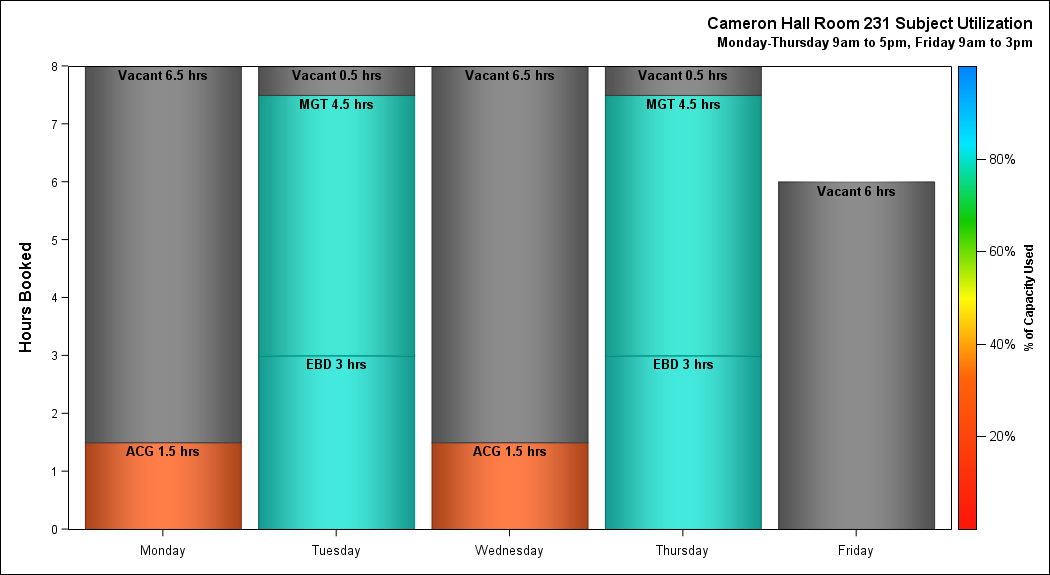 Cameron Hall Room 231 Subject Utilization
Monday-Thursday 9am to 5pm, Friday 9am to 3pm
Hours Booked
8
7
6
5
4
3
2
1
0
Vacant 6.5 hrs
ACG 1.5 hrs
Vacant 0.5 hrs
MGT 4.5 hrs
EBD 3 hrs
Vacant 6.5 hrs
ACG 1.5 hrs
Vacant 0.5 hrs
MGT 4.5 hrs
EBD 3 hrs
Vacant 6 hrs
Monday
Tuesday
Wednesday
Thursday
Friday
80%
60%
40%
20%
% of Capacity Used